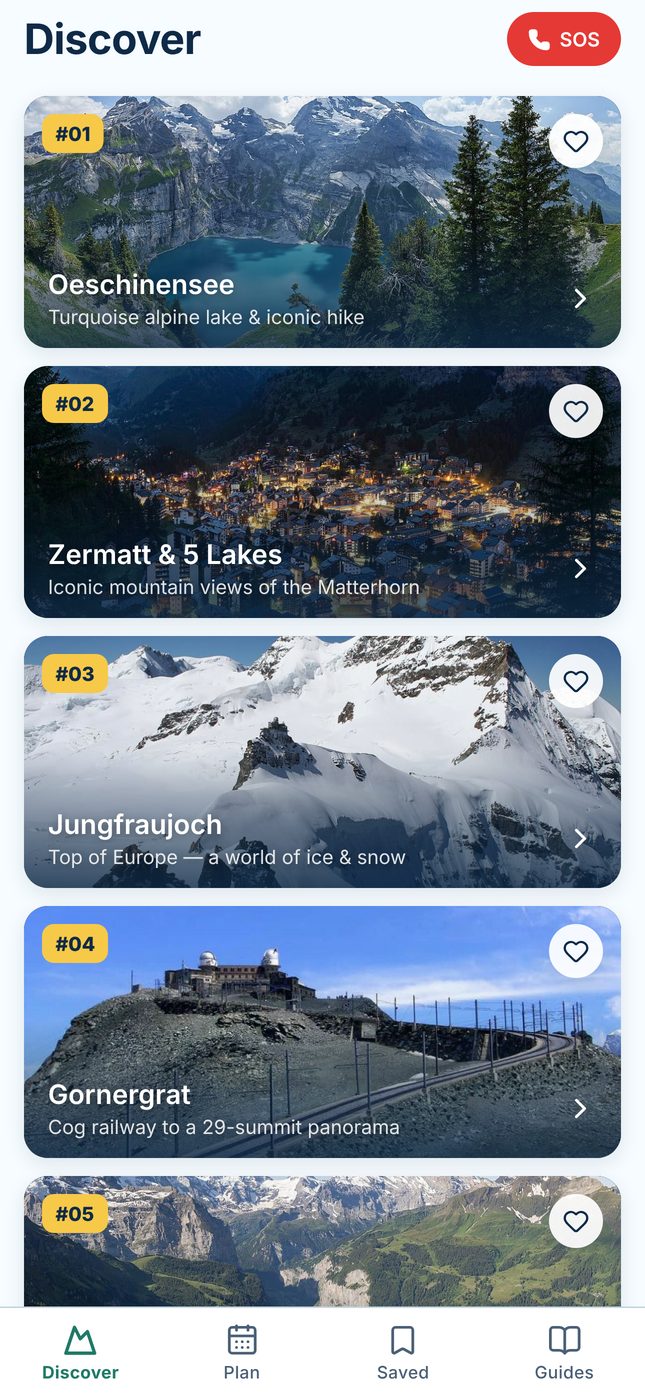 Discover
SOS
#01
Oeschinensee
Turquoise alpine lake & iconic hike
#02
Zermatt & 5 Lakes
Iconic mountain views of the Matterhorn
#03
Jungfraujoch
Top of Europe — a world of ice & snow
#04
Gornergrat
Cog railway to a 29-summit panorama
#05
Discover
Plan
Saved
Guides